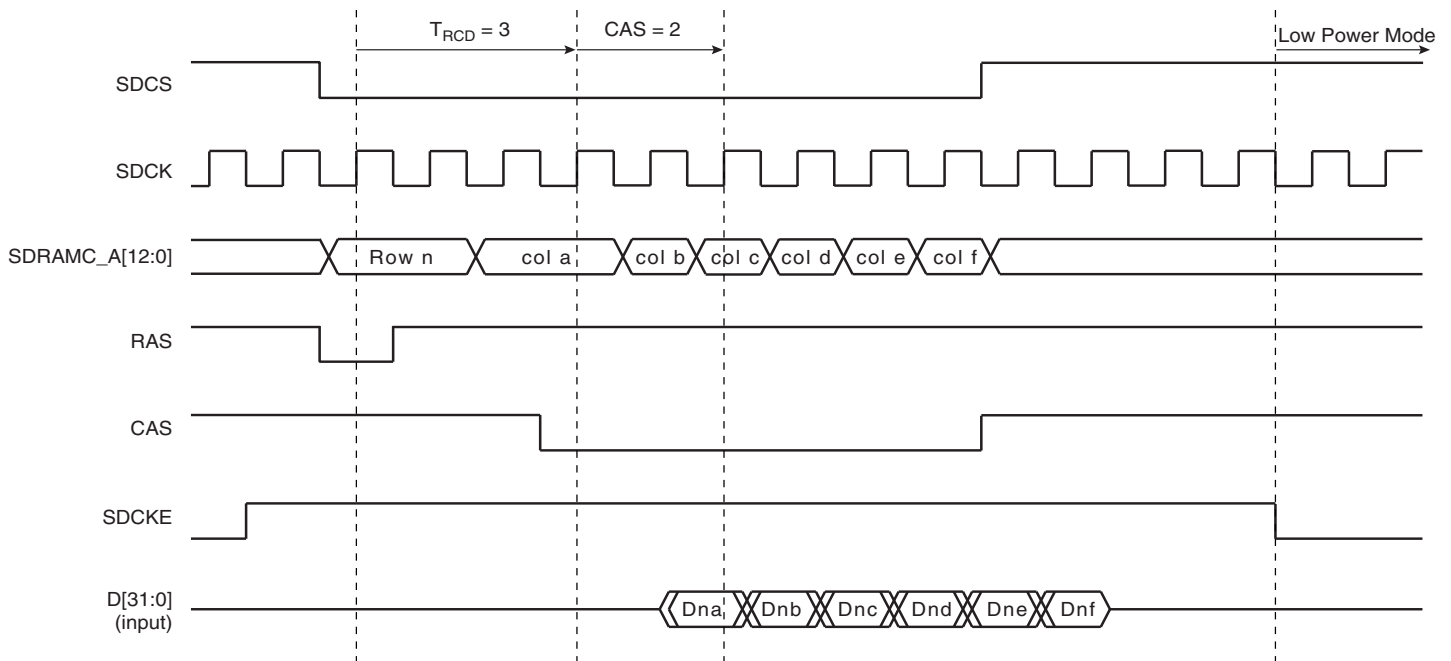 T_RCD = 3
CAS = 2
Low Power Mode
SDCS
SDCK
SDRAMC_A[12:0]
Row n
col a
col b
col c
col d
col e
col f
RAS
CAS
SDCKE
D[31:0]
(input)
Dna
Dnb
Dnc
Dnd
Dne
Dnf